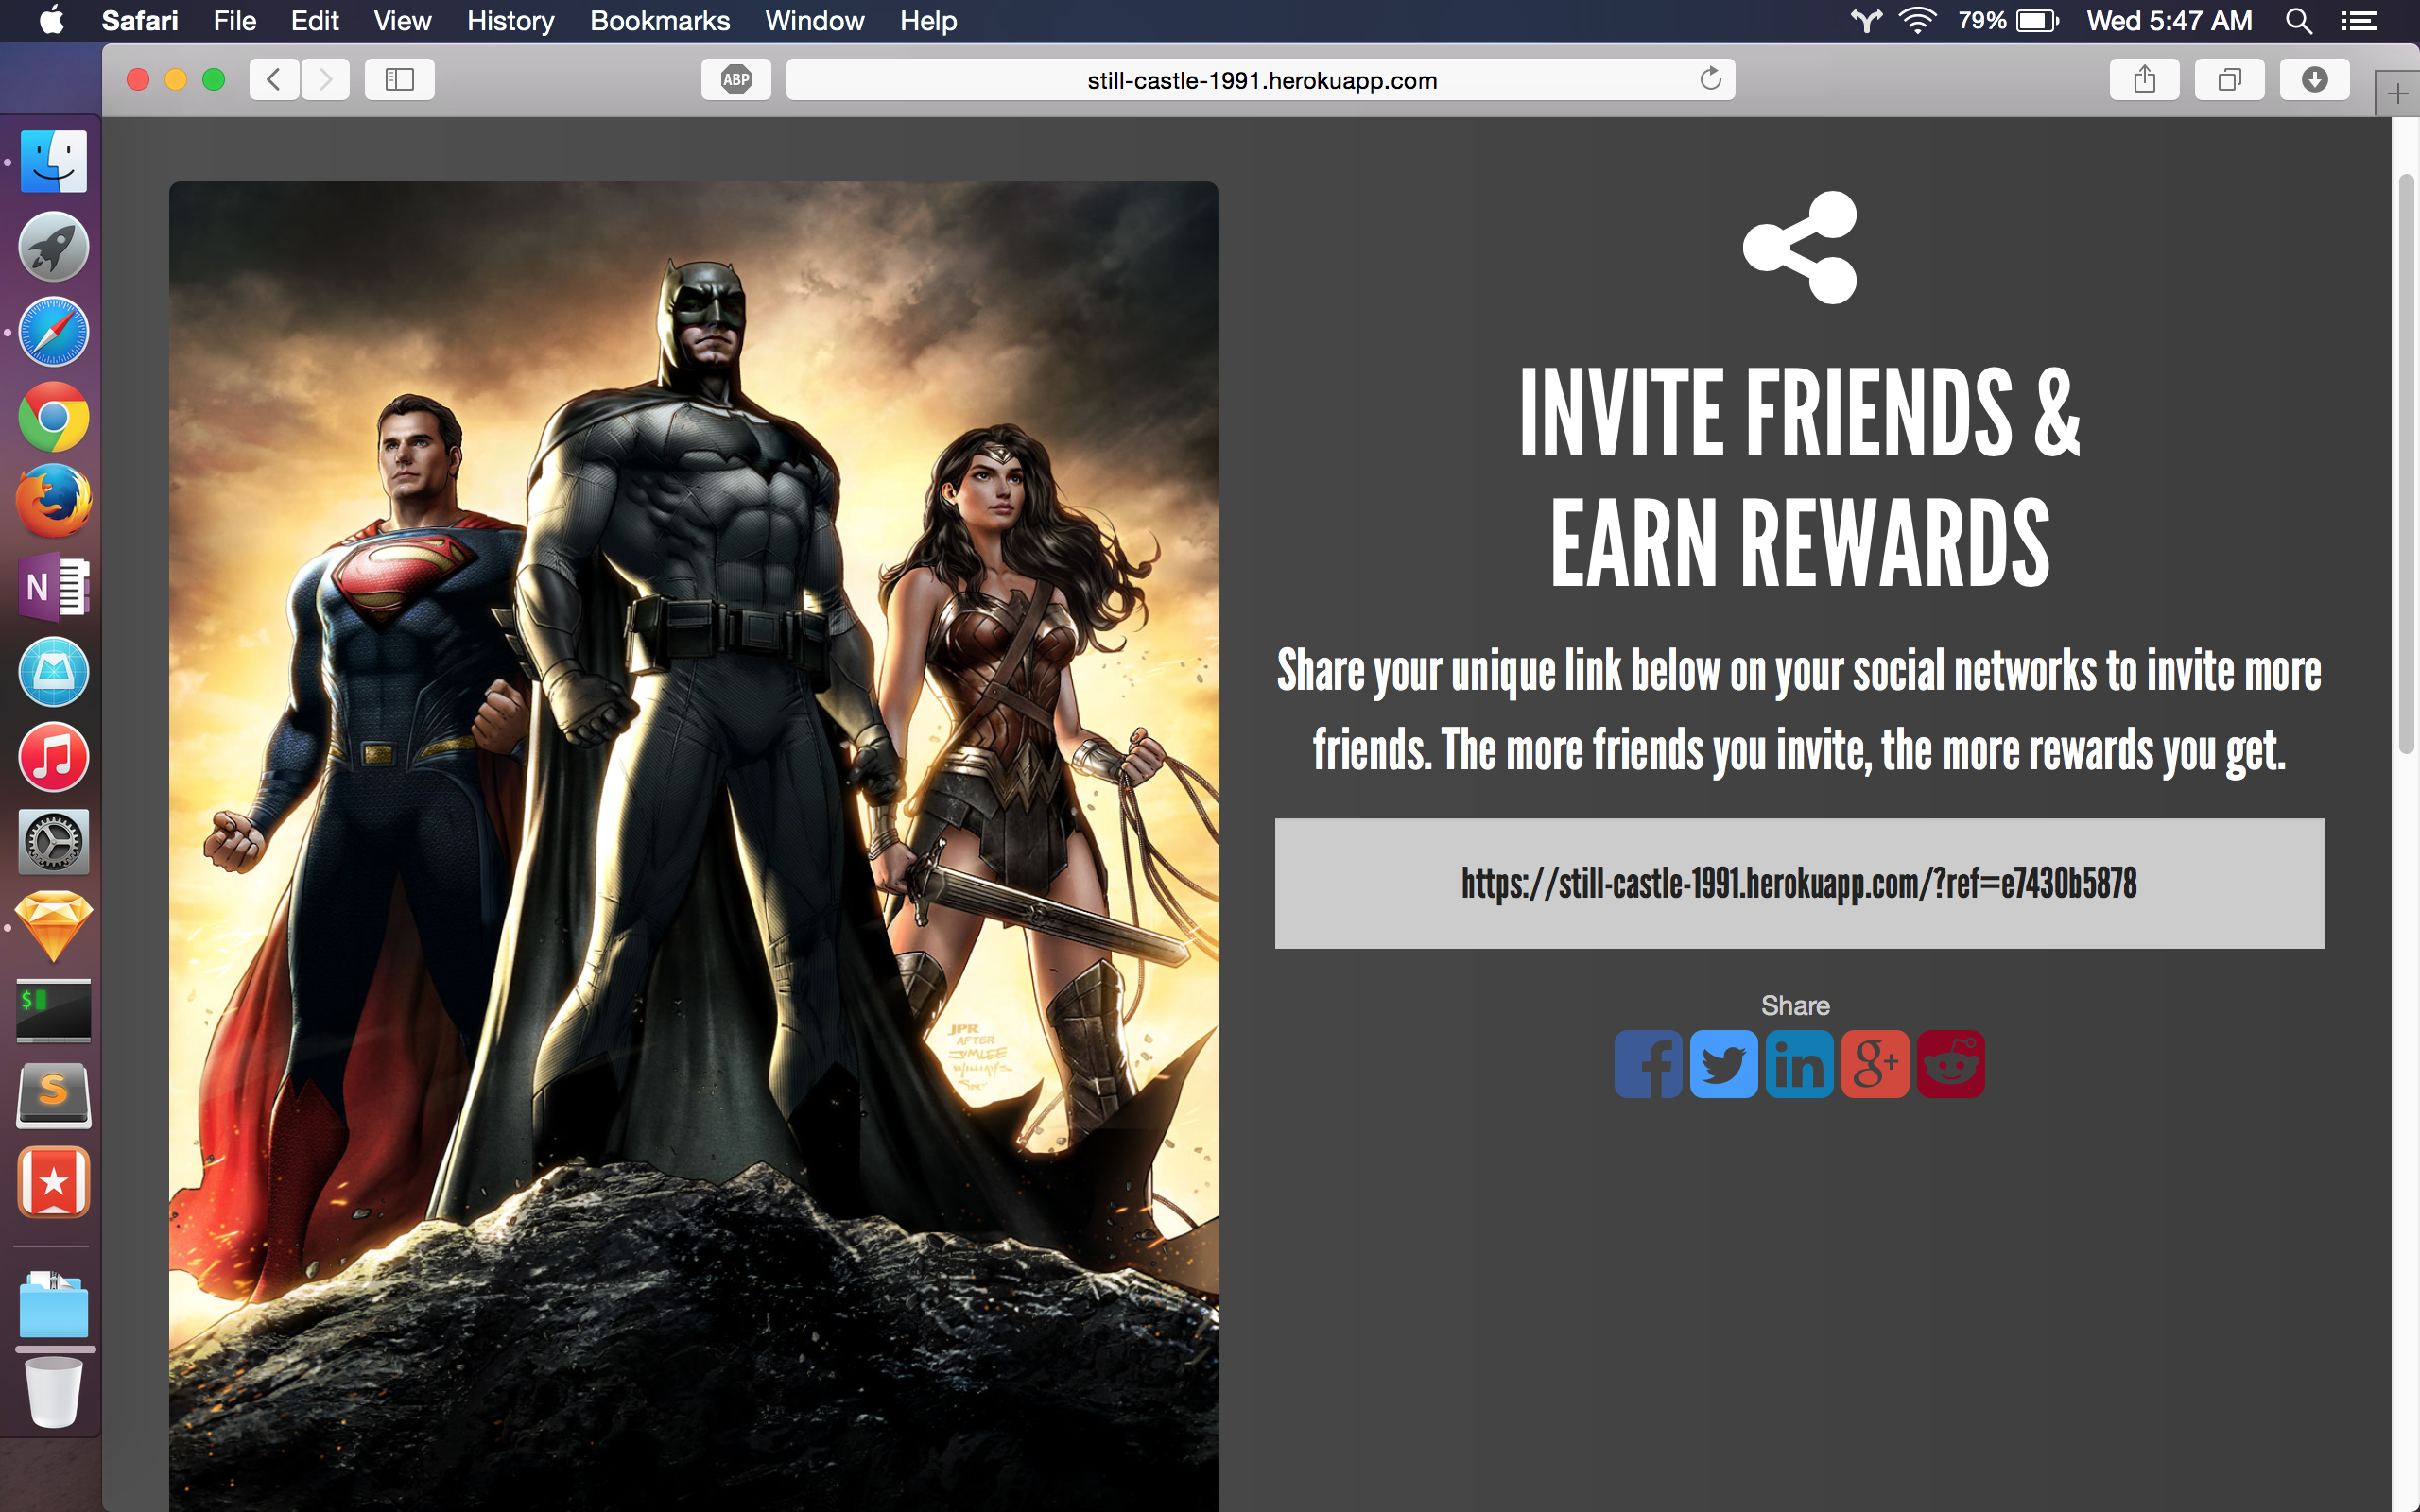 Safari File Edit View History Bookmarks Window Help 79% Wed 5:47 AM
ABP still-castle-1991.herokuapp.com
INVITE FRIENDS &
EARN REWARDS
Share your unique link below on your social networks to invite more
friends. The more friends you invite, the more rewards you get.
https://still-castle-1991.herokuapp.com/?ref=e7430b5878
Share
f in g+
N
$
S
JPR
AFTER
JIMLEE
WILLIAMS